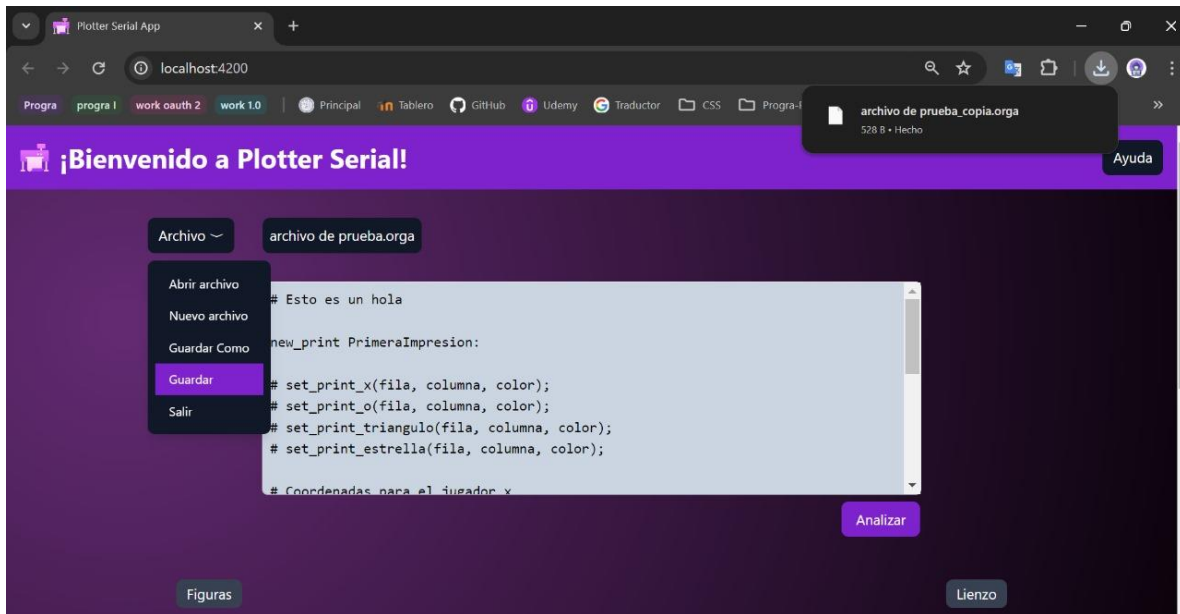 Plotter Serial App
localhost:4200
Progra progra I work oauth 2 work 1.0 Principal Tablero GitHub Udemy Traductor CSS
archivo de prueba_copia.orga
528 B • Hecho
¡Bienvenido a Plotter Serial!
Ayuda
Archivo
archivo de prueba.orga
Abrir archivo
Nuevo archivo
Guardar Como
Guardar
Salir
# Esto es un hola
new_print PrimeraImpresion:
# set_print_x(fila, columna, color);
# set_print_o(fila, columna, color);
# set_print_triangulo(fila, columna, color);
# set_print_estrella(fila, columna, color);
# Coordenadas para el jugador x
Analizar
Figuras
Lienzo